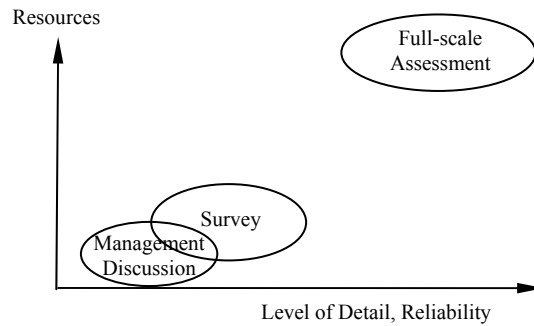 Resources
Full-scale
Assessment
Survey
Management
Discussion
Level of Detail, Reliability